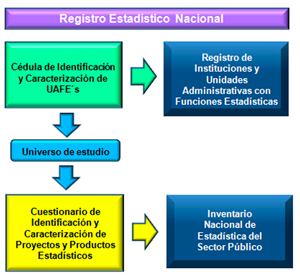 Registro Estadístico Nacional
Cédula de Identificación
y Caracterización de
UAFE´s
Registro de
Instituciones y
Unidades
Administrativas con
Funciones Estadísticas
Universo de estudio
Cuestionario de
Identificación y
Caracterización de
Proyectos y Productos
Estadísticos
Inventario
Nacional de
Estadística del
Sector Público